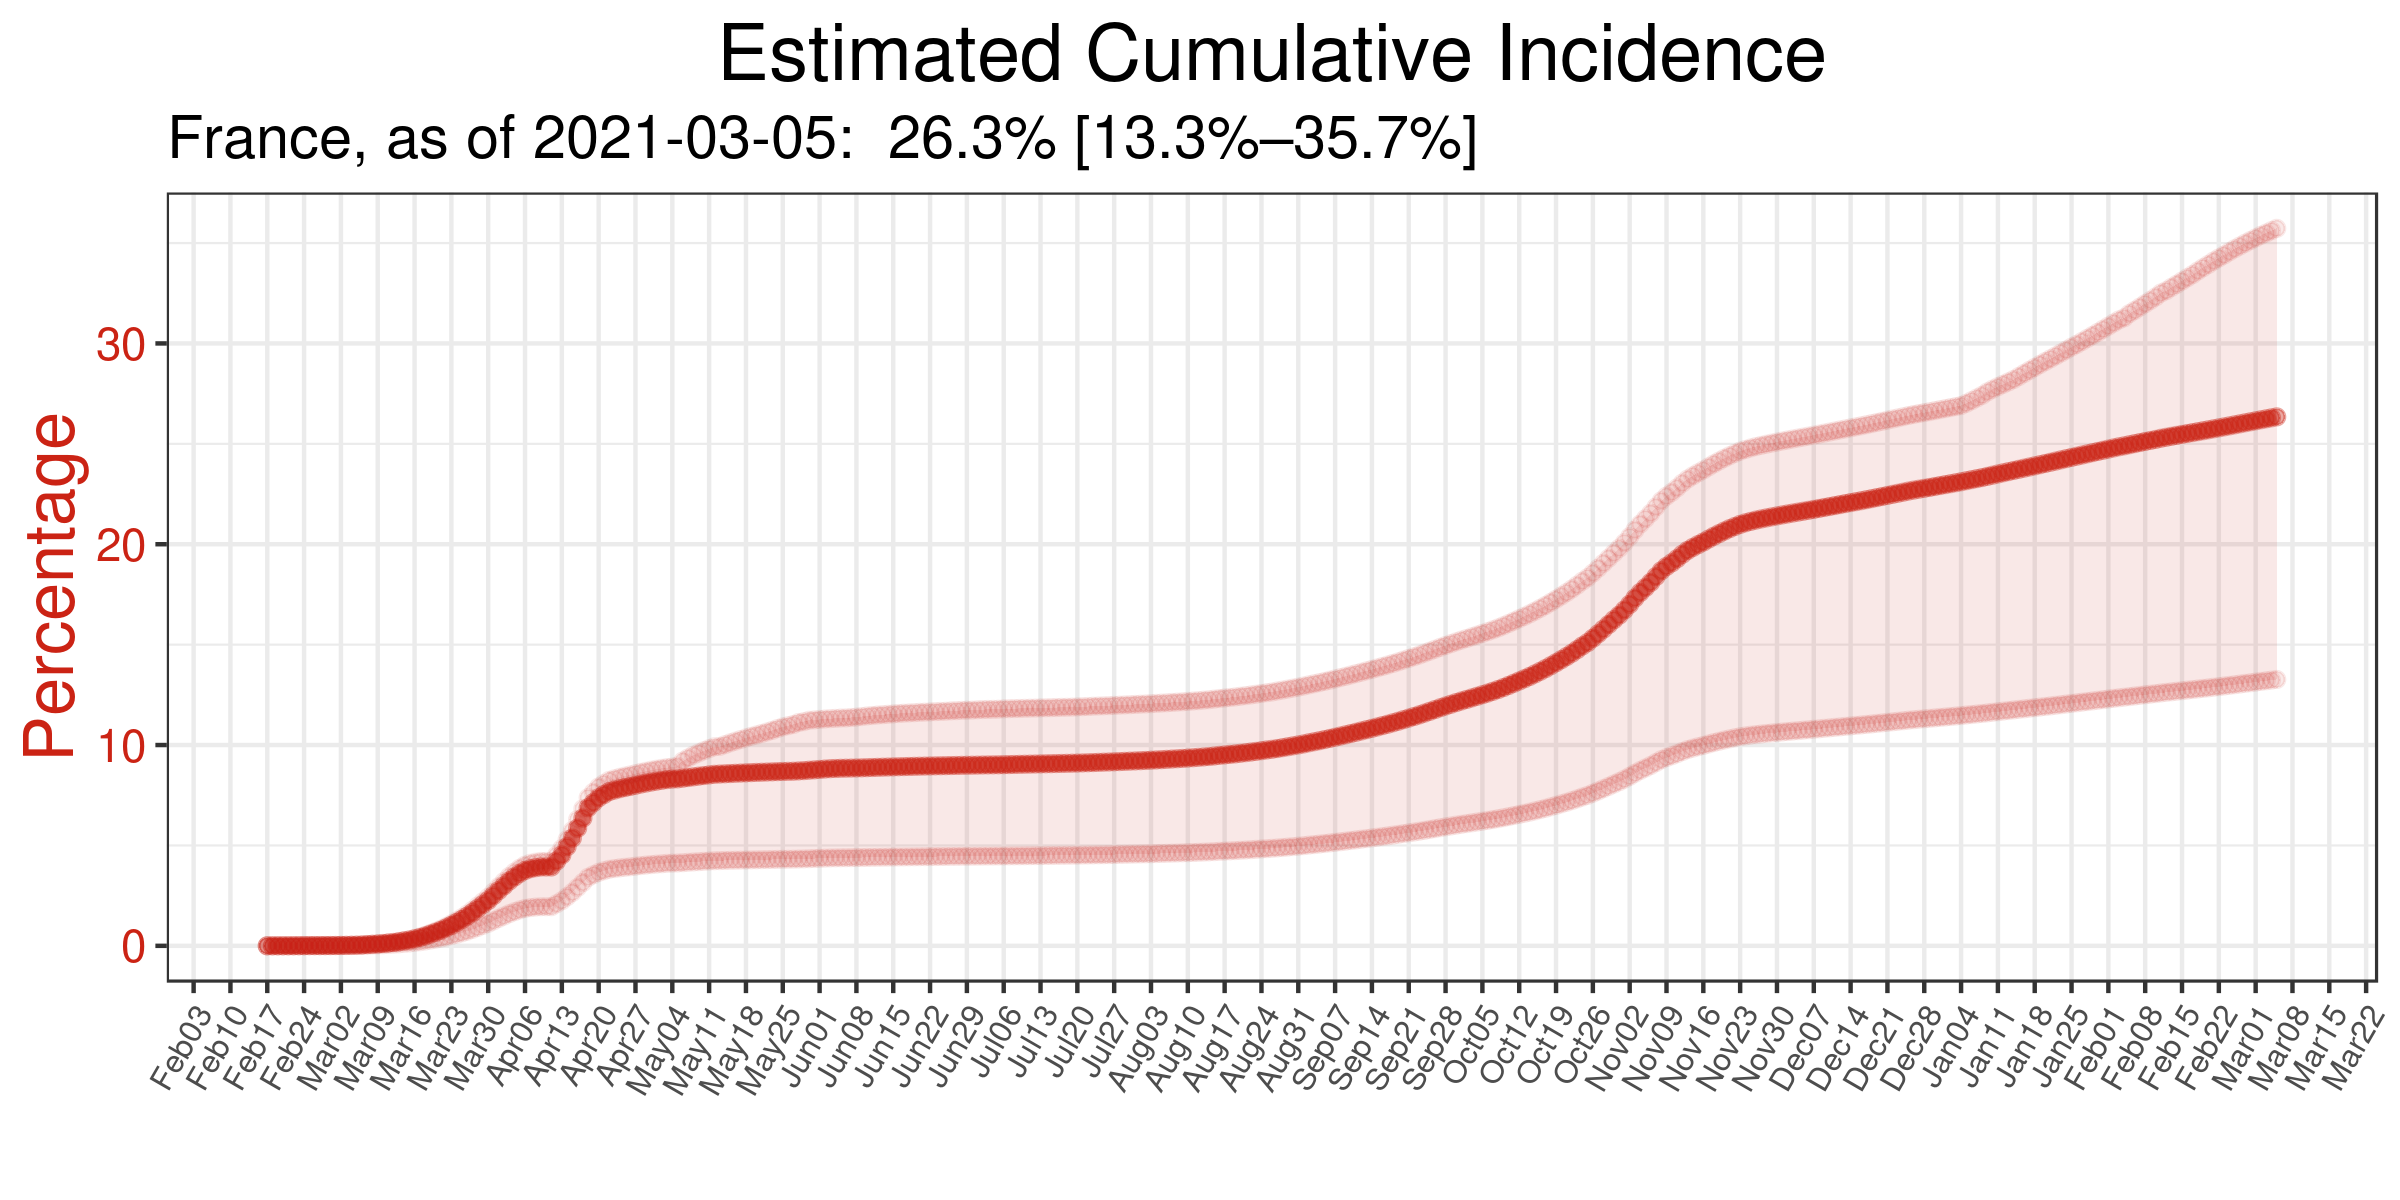 Estimated Cumulative Incidence
France, as of 2021-03-05:  26.3% [13.3%–35.7%]
Percentage
30
20
10
0
Feb03
Feb10
Feb17
Feb24
Mar02
Mar09
Mar16
Mar23
Mar30
Apr06
Apr13
Apr20
Apr27
May04
May11
May18
May25
Jun01
Jun08
Jun15
Jun22
Jun29
Jul06
Jul13
Jul20
Jul27
Aug03
Aug10
Aug17
Aug24
Aug31
Sep07
Sep14
Sep21
Sep28
Oct05
Oct12
Oct19
Oct26
Nov02
Nov09
Nov16
Nov23
Nov30
Dec07
Dec14
Dec21
Dec28
Jan04
Jan11
Jan18
Jan25
Feb01
Feb08
Feb15
Feb22
Mar01
Mar08
Mar15
Mar22